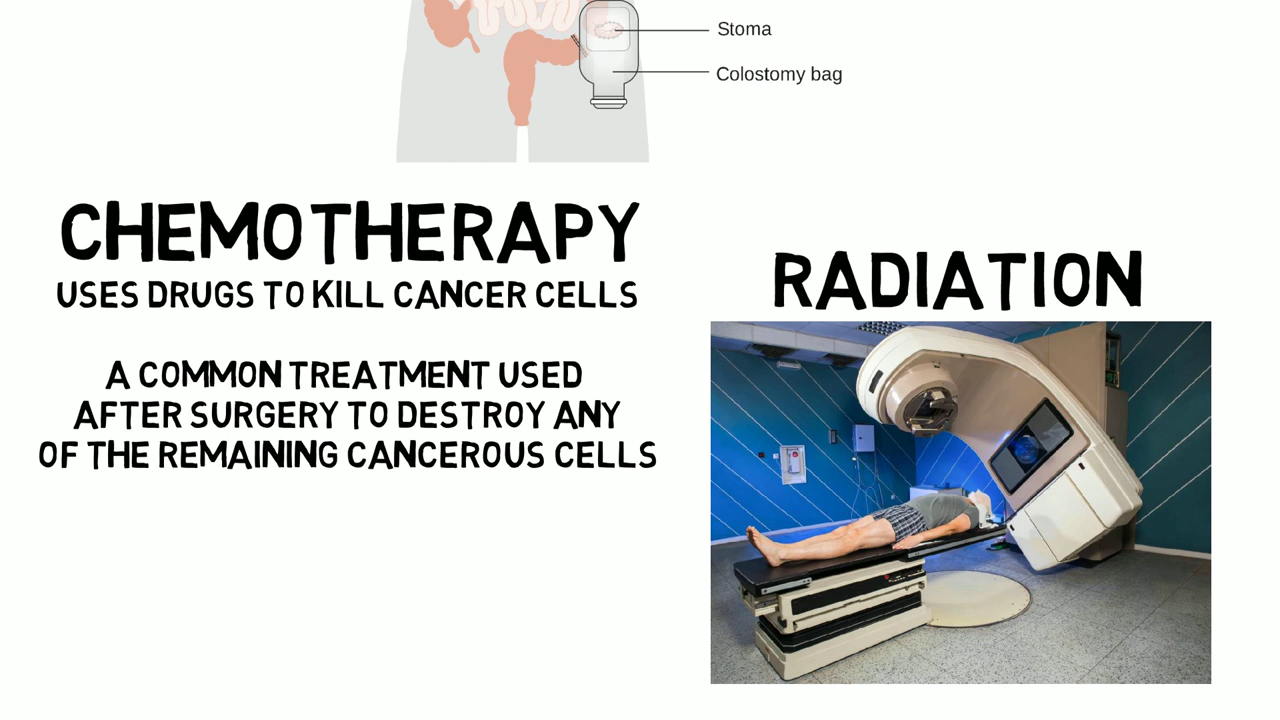 Stoma
Colostomy bag
CHEMOTHERAPY
USES DRUGS TO KILL CANCER CELLS
A COMMON TREATMENT USED
AFTER SURGERY TO DESTROY ANY
OF THE REMAINING CANCEROUS CELLS
RADIATION